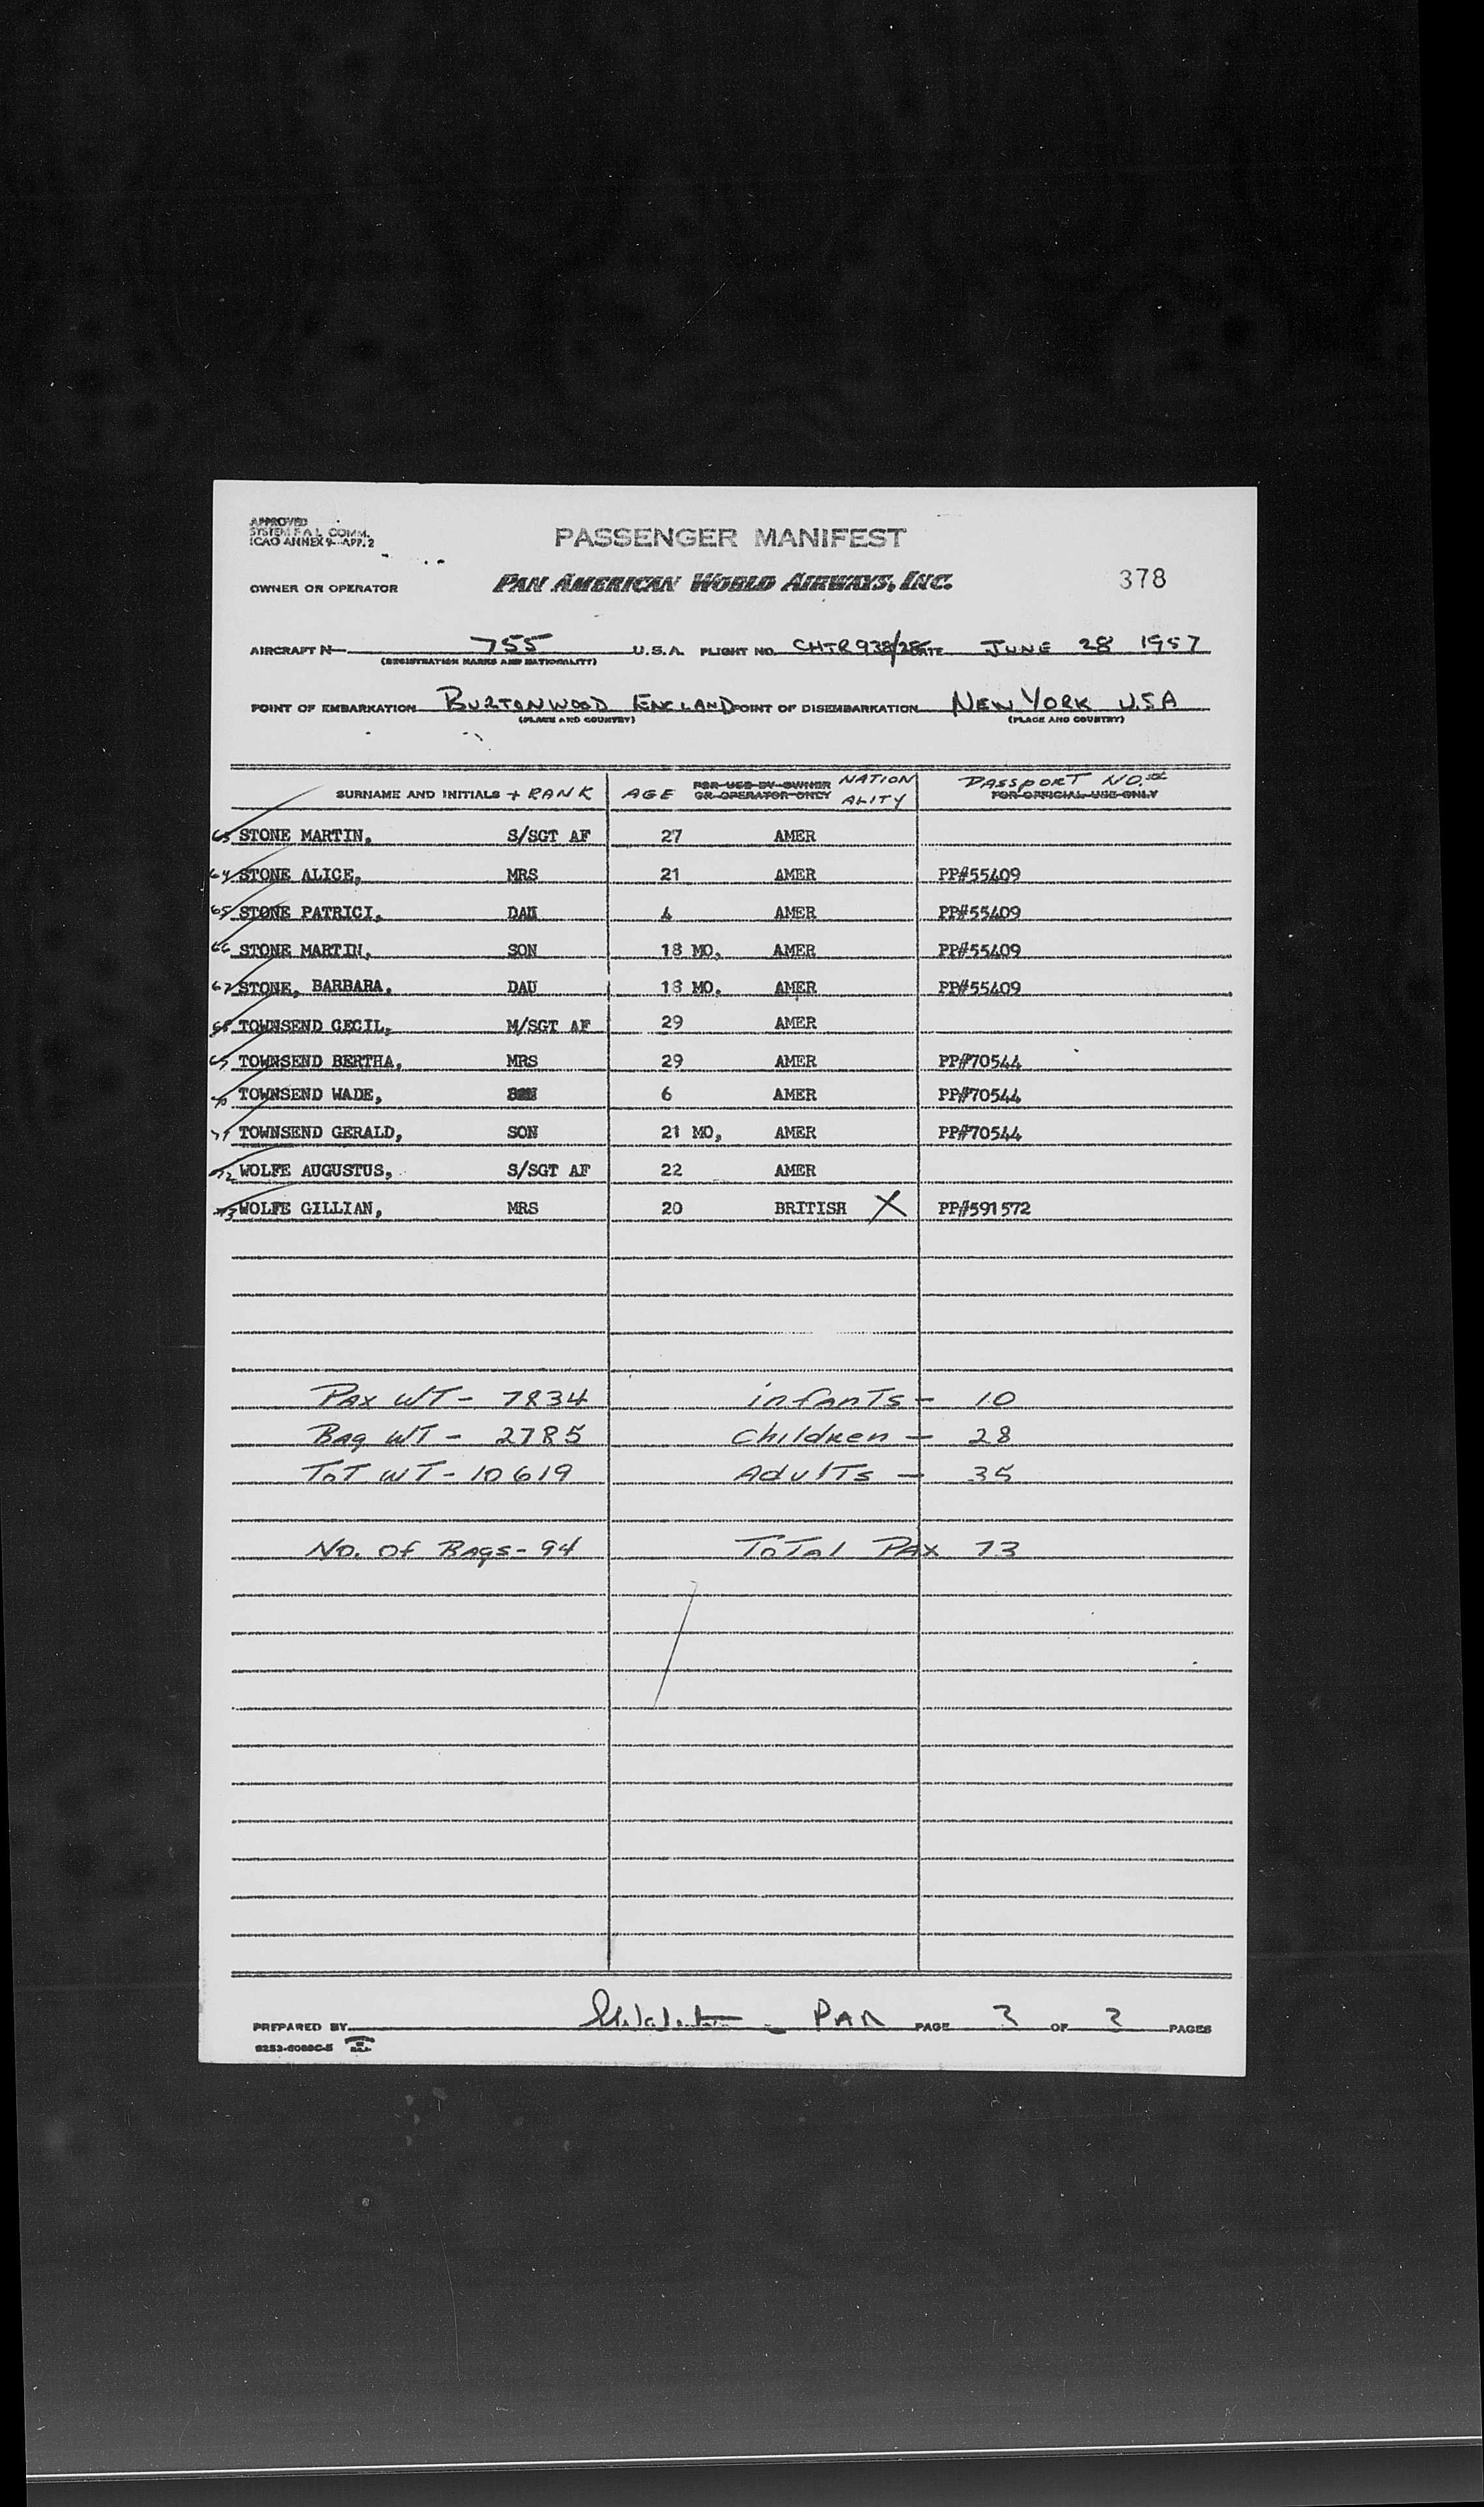 APPROVED
SYSTEM F A L COMM.
ICAO ANNEX 9-APP. 2
PASSENGER MANIFEST
OWNER OR OPERATOR PAN AMERICAN WORLD AIRWAYS, INC. 378
AIRCRAFT N 755 U.S.A. FLIGHT NO. CHTR 938/28 DATE JUNE 28 1957
(REGISTRATION MARKS AND NATIONALITY)
POINT OF EMBARKATION BURTONWOOD ENGLAND POINT OF DISEMBARKATION NEW YORK U.S.A
(PLACE AND COUNTRY) (PLACE AND COUNTRY)
SURNAME AND INITIALS + RANK AGE FOR USE BY OWNER OR OPERATOR ONLY NATIONALITY PASSPORT NO. FOR OFFICIAL USE ONLY
63 STONE MARTIN, S/SGT AF 27 AMER
64 STONE ALICE, MRS 21 AMER PP#55409
65 STONE PATRICI, DAU 4 AMER PP#55409
66 STONE MARTIN, SON 18 MO, AMER PP#55409
67 STONE, BARBARA, DAU 18 MO. AMER PP#55409
68 TOWNSEND CECIL, M/SGT AF 29 AMER
69 TOWNSEND BERTHA, MRS 29 AMER PP#70544
70 TOWNSEND WADE, SON 6 AMER PP#70544
71 TOWNSEND GERALD, SON 21 MO, AMER PP#70544
72 WOLFE AUGUSTUS, S/SGT AF 22 AMER
73 WOLFE GILLIAN, MRS 20 BRITISH X PP#591572
Pax WT - 7834 infants - 10
Bag WT - 2785 Children - 28
ToT WT - 10619 Adults - 35
No. of Bags - 94 Total Pax 73
PREPARED BY PAA PAGE 3 OF 3 PAGES